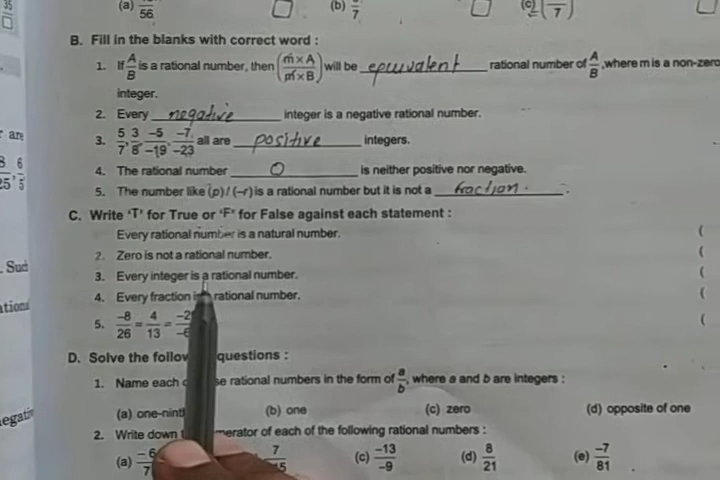 (a) 56 (b) 7 (c) ( 7 )
B. Fill in the blanks with correct word :
1. If A/B is a rational number, then (m × A / m × B) will be equivalent rational number of A/B, where m is a non-zero
integer.
2. Every negative integer is a negative rational number.
3. 5/7, 3/8, -5/-19, -7/-23 all are positive integers.
4. The rational number 0 is neither positive nor negative.
5. The number like (p) / (–r) is a rational number but it is not a fraction.
C. Write 'T' for True or 'F' for False against each statement :
Every rational number is a natural number. (
2. Zero is not a rational number. (
3. Every integer is a rational number. (
4. Every fraction rational number. (
5. -8/26 = 4/13 = (
D. Solve the questions :
1. Name each rational numbers in the form of a/b, where a and b are integers :
(a) (b) one (c) zero (d) opposite of one
2. Write down of each of the following rational numbers :
(a) (c) -13/-9 (d) 8/21 (e) -7/81
35
are
8/25, 6/5
Such